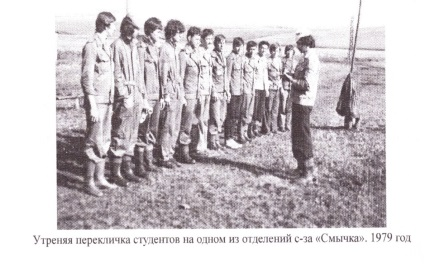 Утреняя перекличка студентов на одном из отделений с-за «Смычка». 1979 год